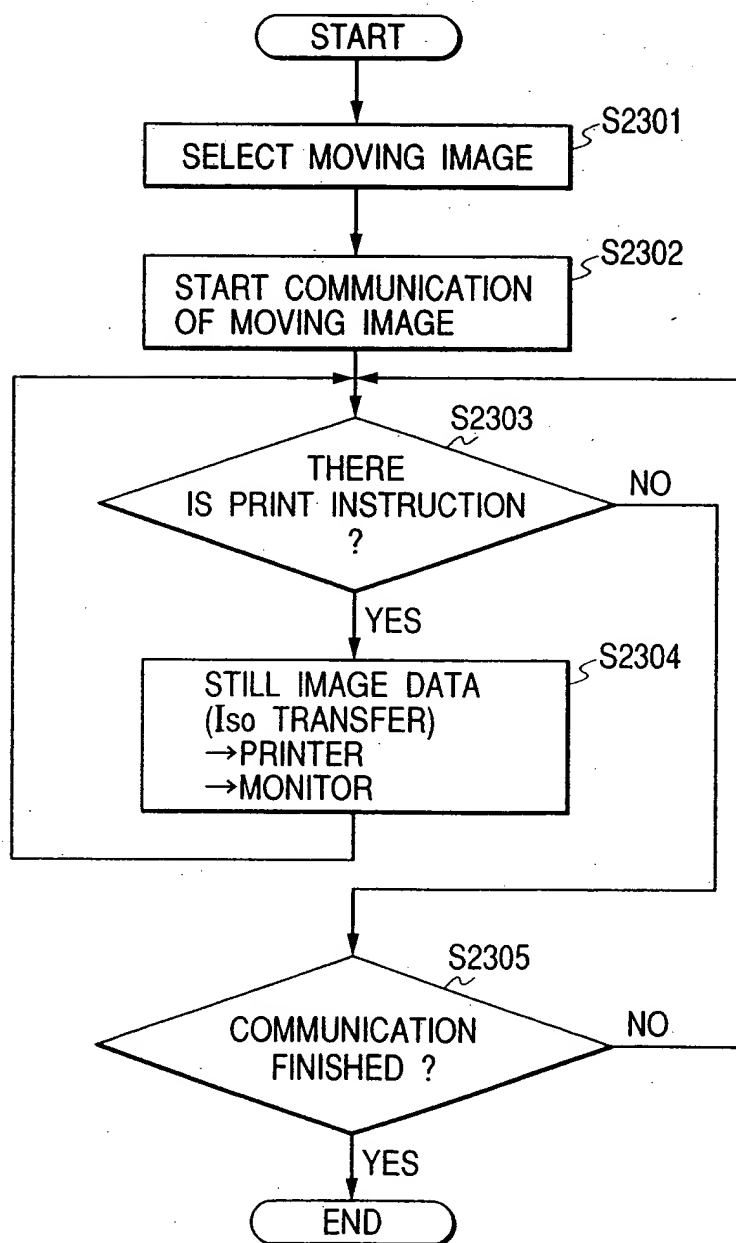 START
S2301
SELECT MOVING IMAGE
S2302
START COMMUNICATION
OF MOVING IMAGE
S2303
THERE
IS PRINT INSTRUCTION
?
NO
YES
S2304
STILL IMAGE DATA
(Iso TRANSFER)
→PRINTER
→MONITOR
S2305
COMMUNICATION
FINISHED ?
NO
YES
END